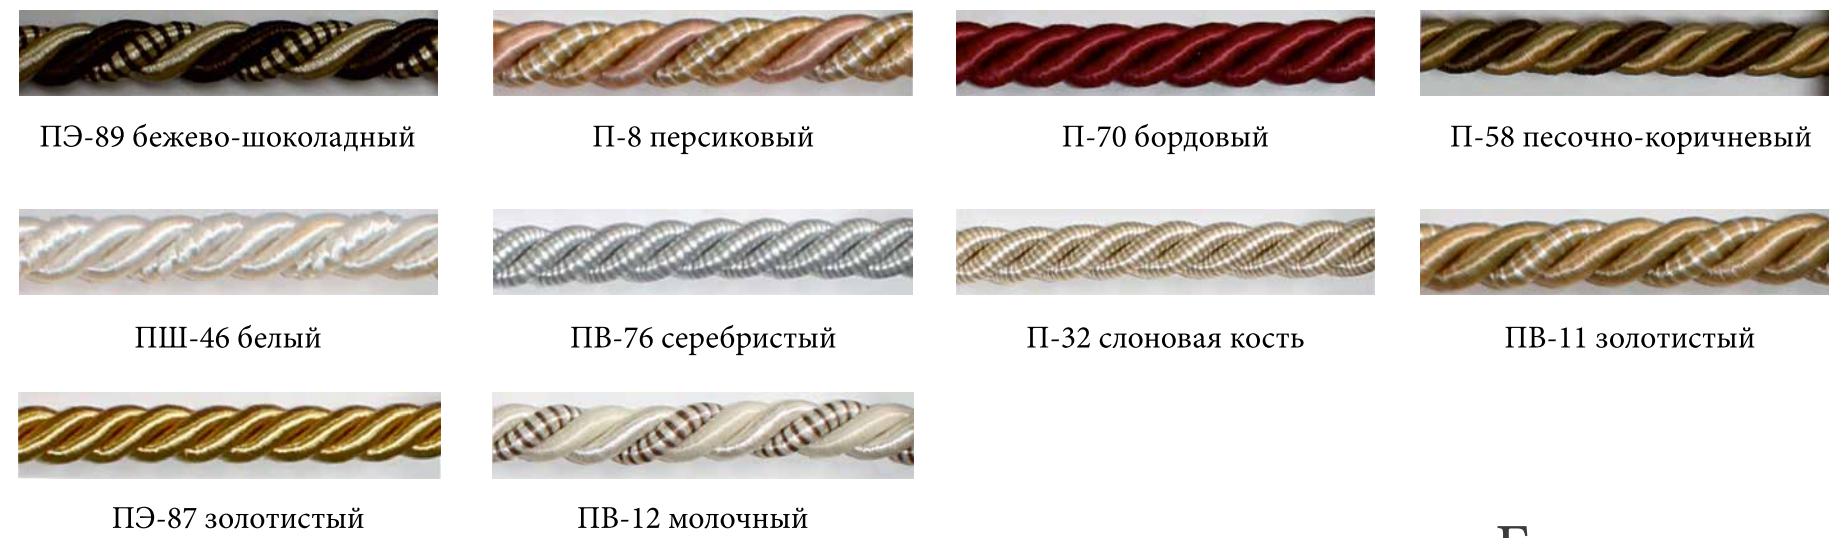 ПЭ-89 бежево-шоколадный
П-8 персиковый
П-70 бордовый
П-58 песочно-коричневый
ПШ-46 белый
ПВ-76 серебристый
П-32 слоновая кость
ПВ-11 золотистый
ПЭ-87 золотистый
ПВ-12 молочный